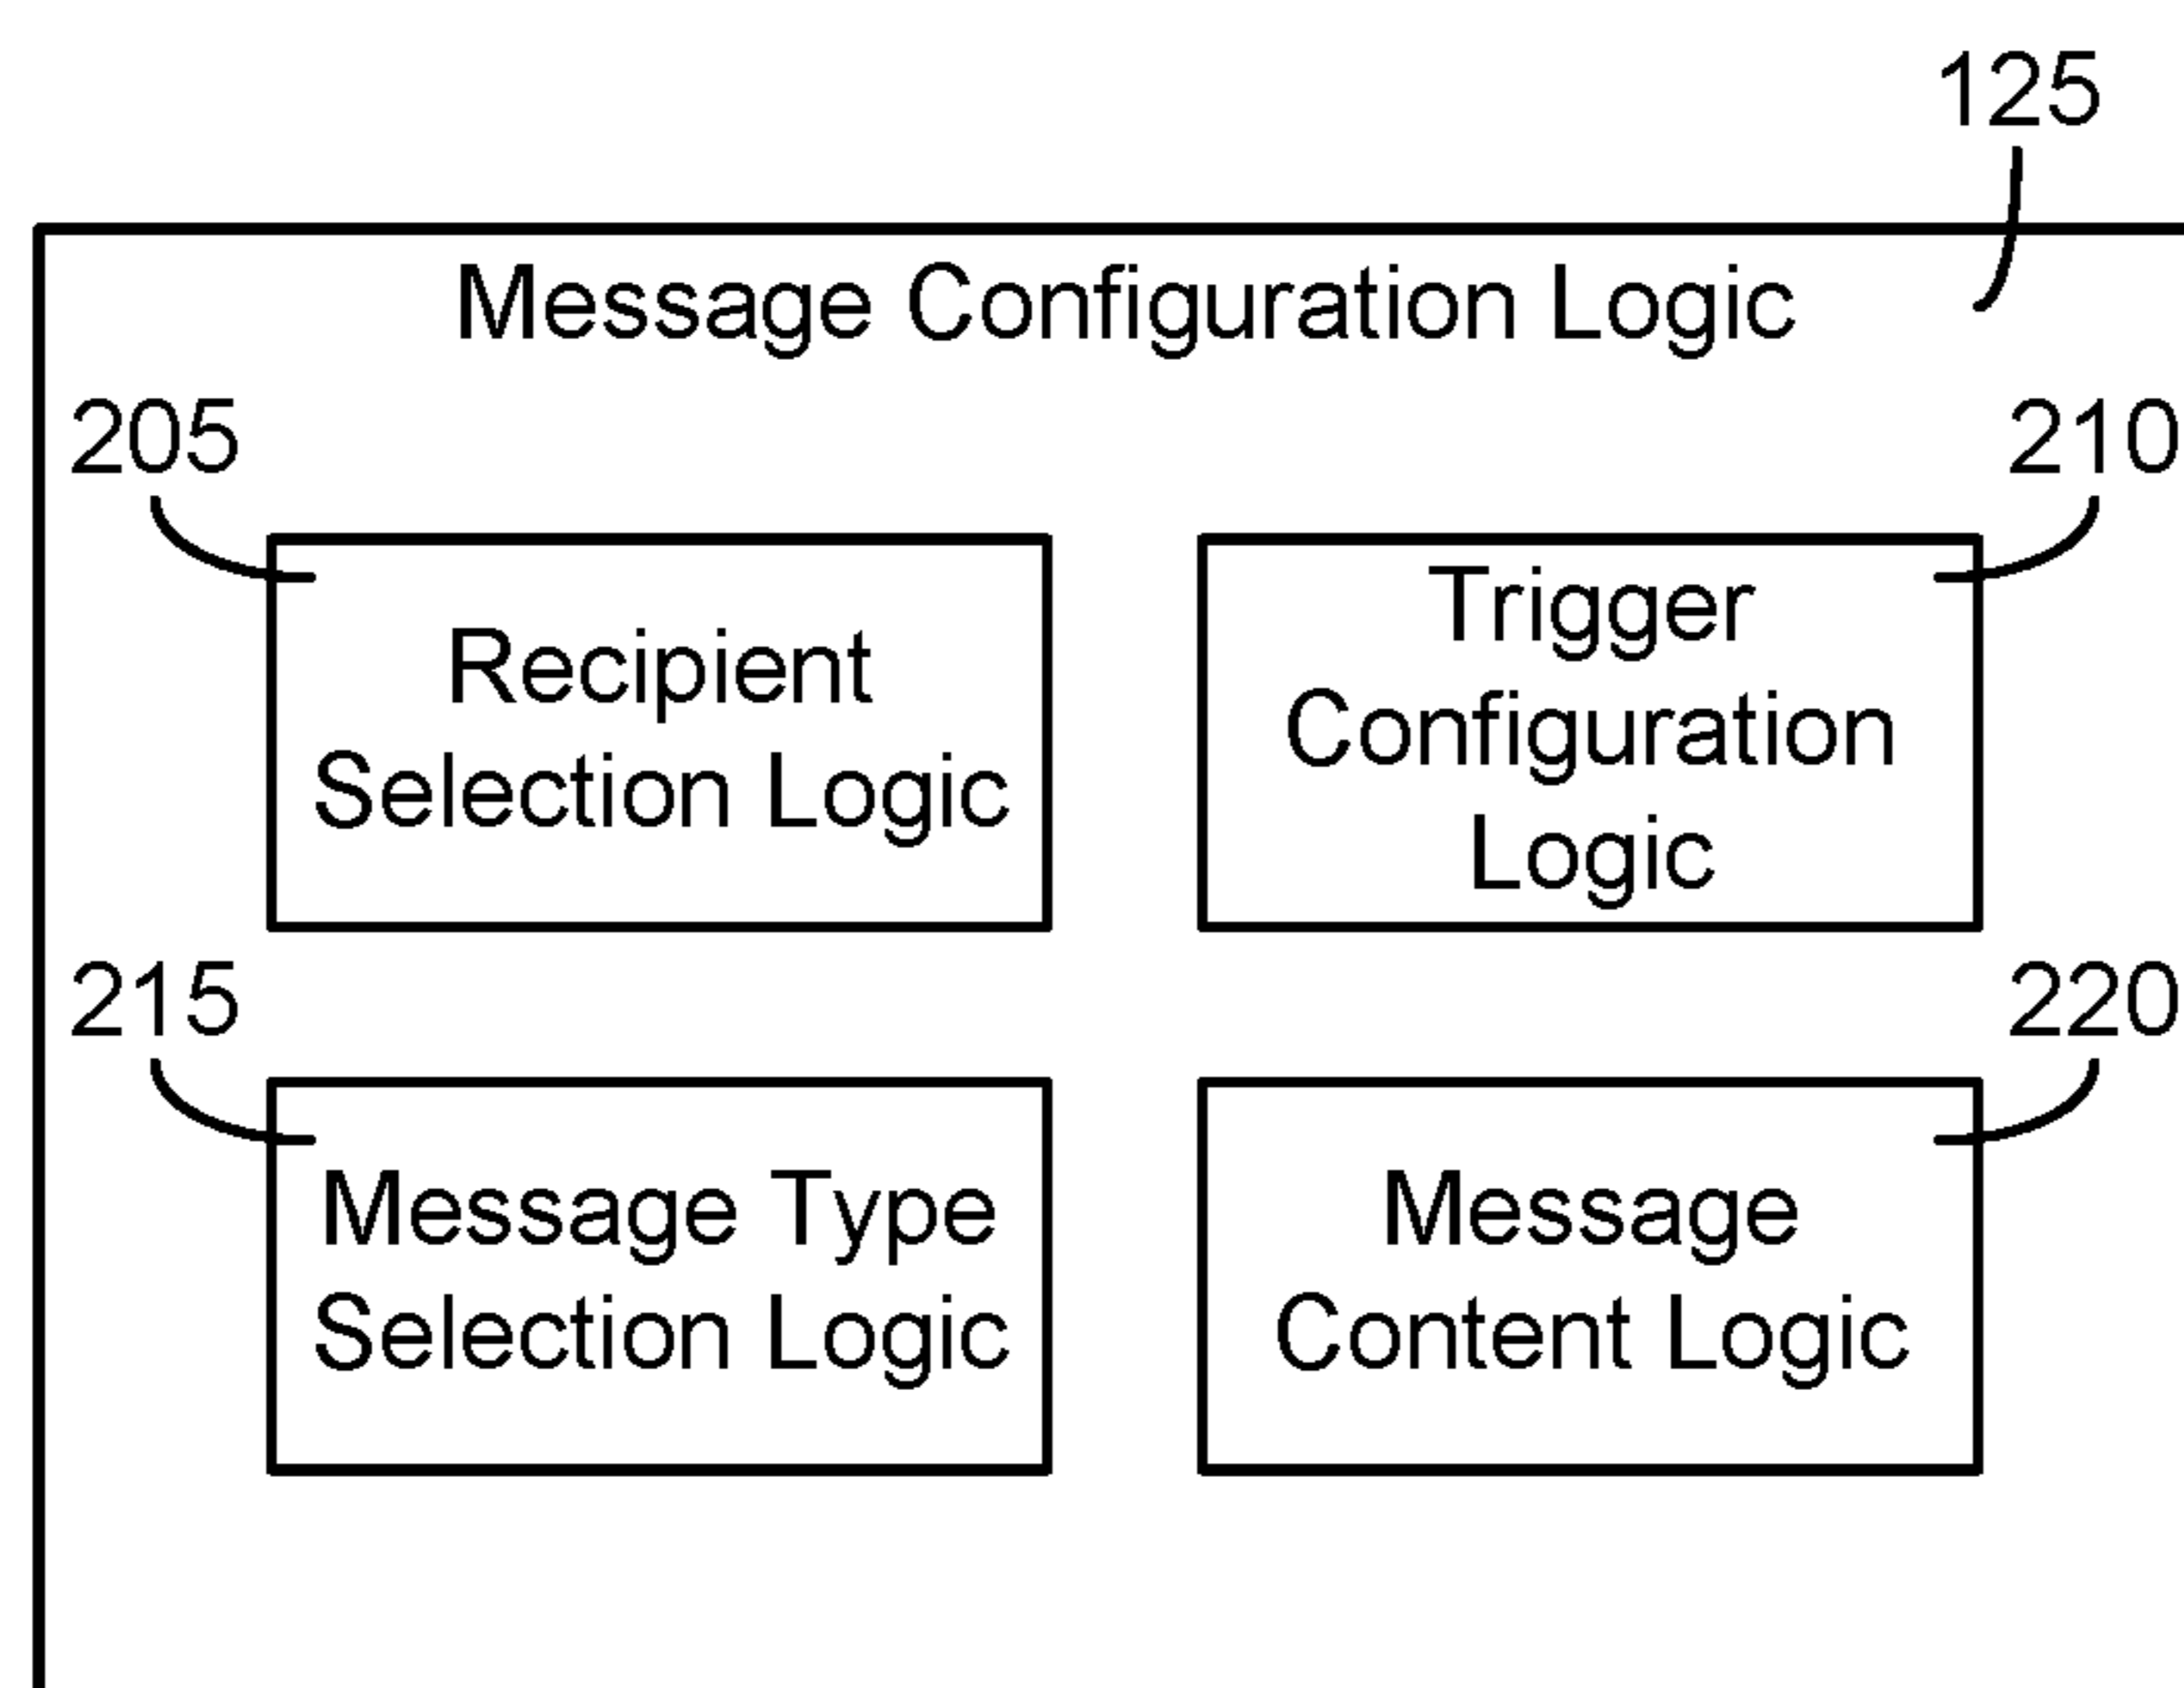 125
Message Configuration Logic
205
210
Recipient
Selection Logic
Trigger
Configuration
Logic
215
220
Message Type
Selection Logic
Message
Content Logic